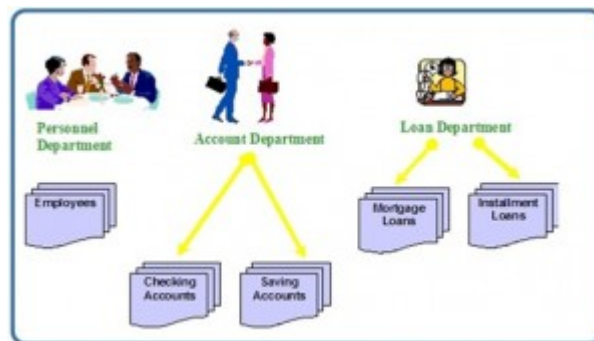 Personnel
Department
Account Department
Loan Department
Employees
Mortgage
Loans
Installment
Loans
Checking
Accounts
Saving
Accounts